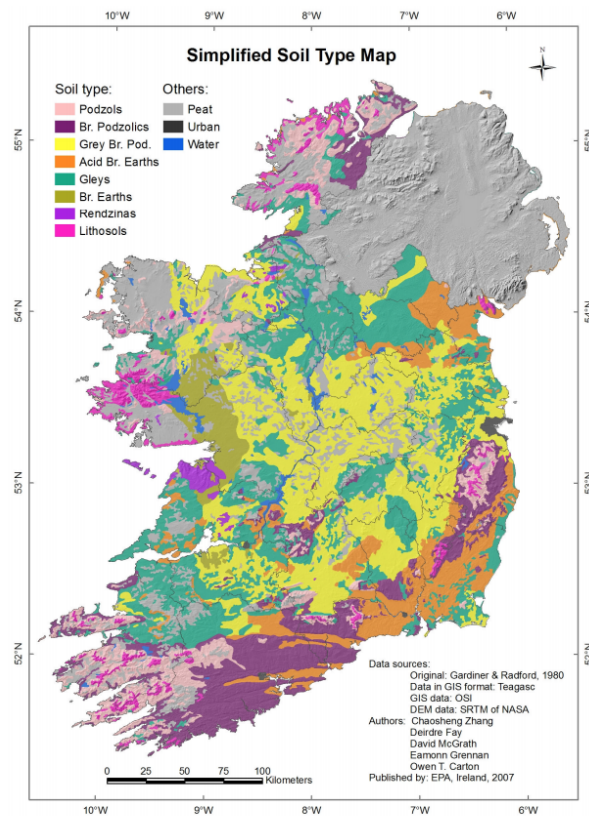 10°W 9°W 8°W 7°W 6°W
Simplified Soil Type Map
N
Soil type:
Podzols
Br. Podzolics
Grey Br. Pod.
Acid Br. Earths
Gleys
Br. Earths
Rendzinas
Lithosols
Others:
Peat
Urban
Water
55°N
55°N
54°N
54°N
53°N
53°N
52°N
52°N
Data sources:
Original: Gardiner & Radford, 1980
Data in GIS format: Teagasc
GIS data: OSI
DEM data: SRTM of NASA
Authors: Chaosheng Zhang
Deirdre Fay
David McGrath
Eamonn Grennan
Owen T. Carton
Published by: EPA, Ireland, 2007
0 25 50 75 100
Kilometers
10°W 9°W 8°W 7°W 6°W